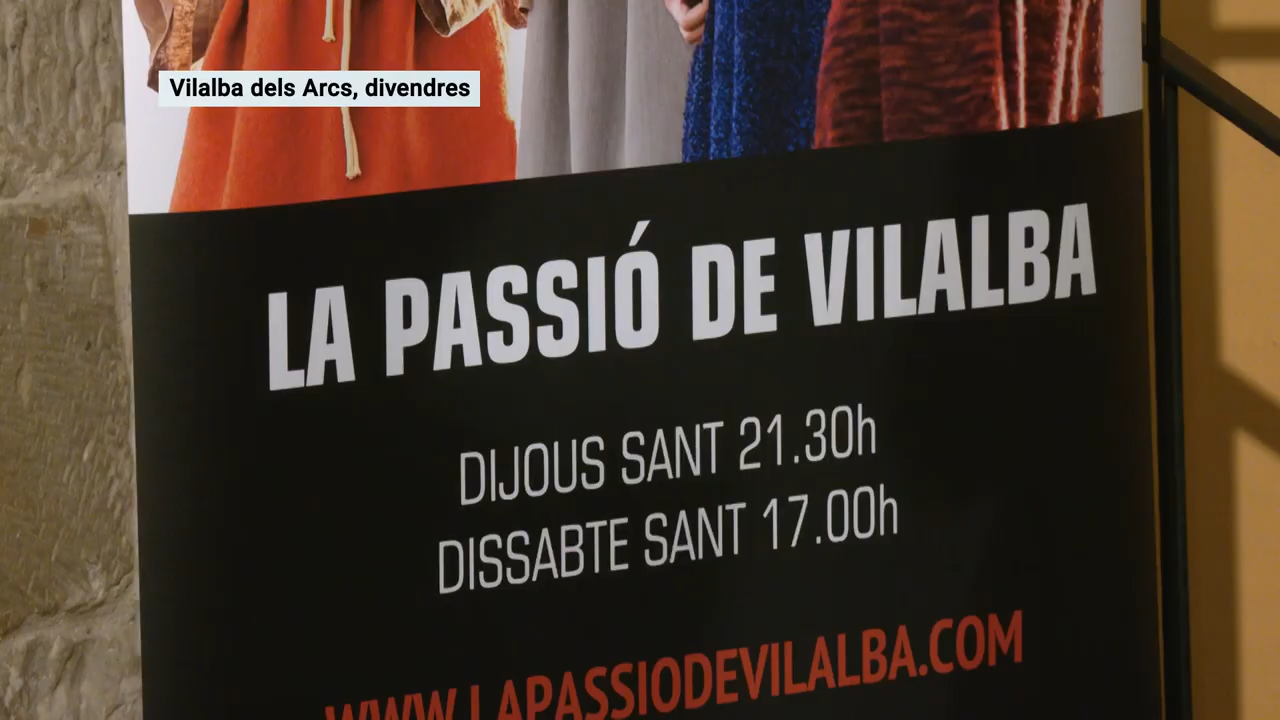 Vilalba dels Arcs, divendres
LA PASSIÓ DE VILALBA
DIJOUS SANT 21.30h
DISSABTE SANT 17.00h
WWW.LAPASSIODEVILALBA.COM